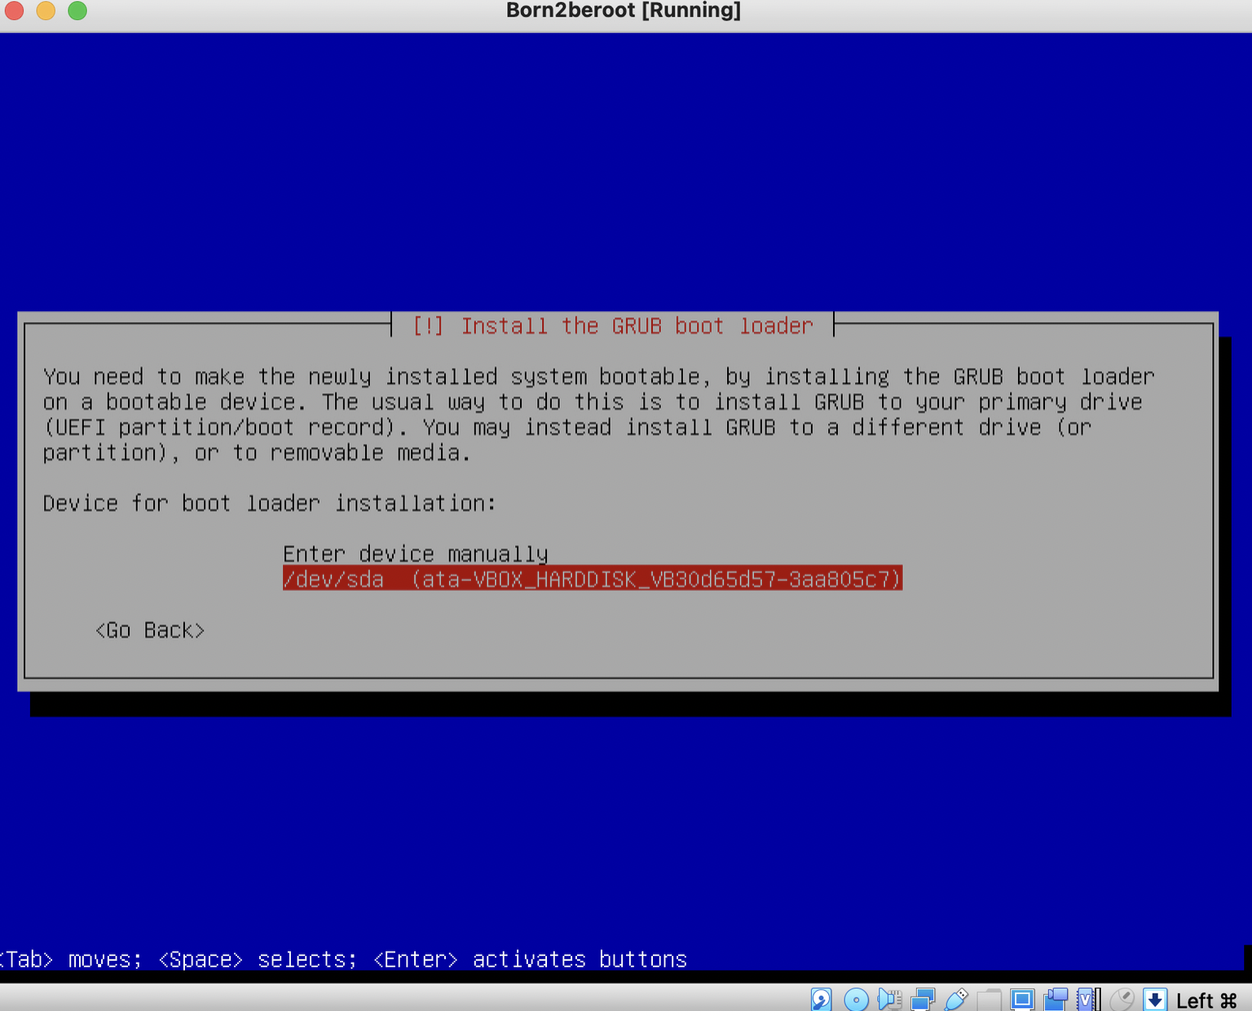 Born2beroot [Running]
[!] Install the GRUB boot loader
You need to make the newly installed system bootable, by installing the GRUB boot loader
on a bootable device. The usual way to do this is to install GRUB to your primary drive
(UEFI partition/boot record). You may instead install GRUB to a different drive (or
partition), or to removable media.
Device for boot loader installation:
Enter device manually
/dev/sda (ata-VBOX_HARDDISK_VB30d65d57-3aa805c7)
<Go Back>
<Tab> moves; <Space> selects; <Enter> activates buttons
Left ⌘